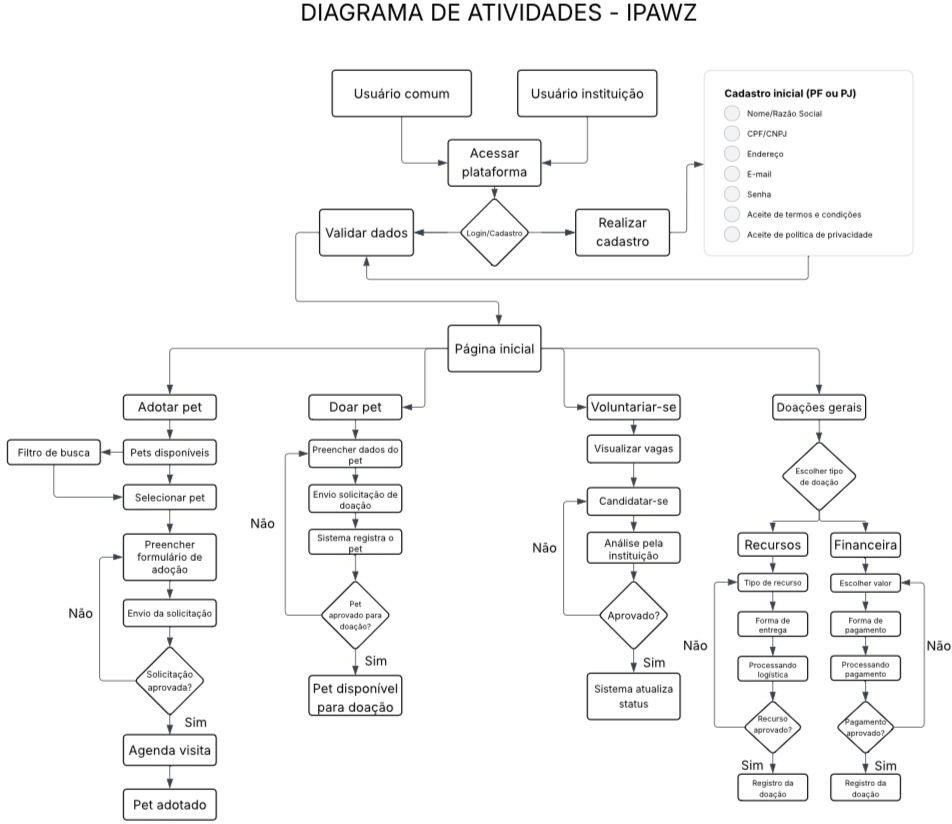 DIAGRAMA DE ATIVIDADES - IPAWZ
Usuário comum
Usuário instituição
Acessar
plataforma
Login/Cadastro
Validar dados
Realizar
cadastro
Cadastro inicial (PF ou PJ)
Nome/Razão Social
CPF/CNPJ
Endereço
E-mail
Senha
Aceite de termos e condições
Aceite de política de privacidade
Página inicial
Adotar pet
Pets disponíveis
Filtro de busca
Selecionar pet
Preencher
formulário de
adoção
Envio da solicitação
Solicitação
aprovada?
Não
Sim
Agenda visita
Pet adotado
Doar pet
Preencher dados do
pet
Envio solicitação de
doação
Sistema registra o
pet
Pet
aprovado para
doação?
Não
Sim
Pet disponível
para doação
Voluntariar-se
Visualizar vagas
Candidatar-se
Análise pela
instituição
Aprovado?
Não
Sim
Sistema atualiza
status
Doações gerais
Escolher tipo
de doação
Recursos
Tipo de recurso
Forma de
entrega
Processando
logística
Recurso
aprovado?
Não
Sim
Registro da
doação
Financeira
Escolher valor
Forma de
pagamento
Processando
pagamento
Pagamento
aprovado?
Não
Sim
Registro da
doação